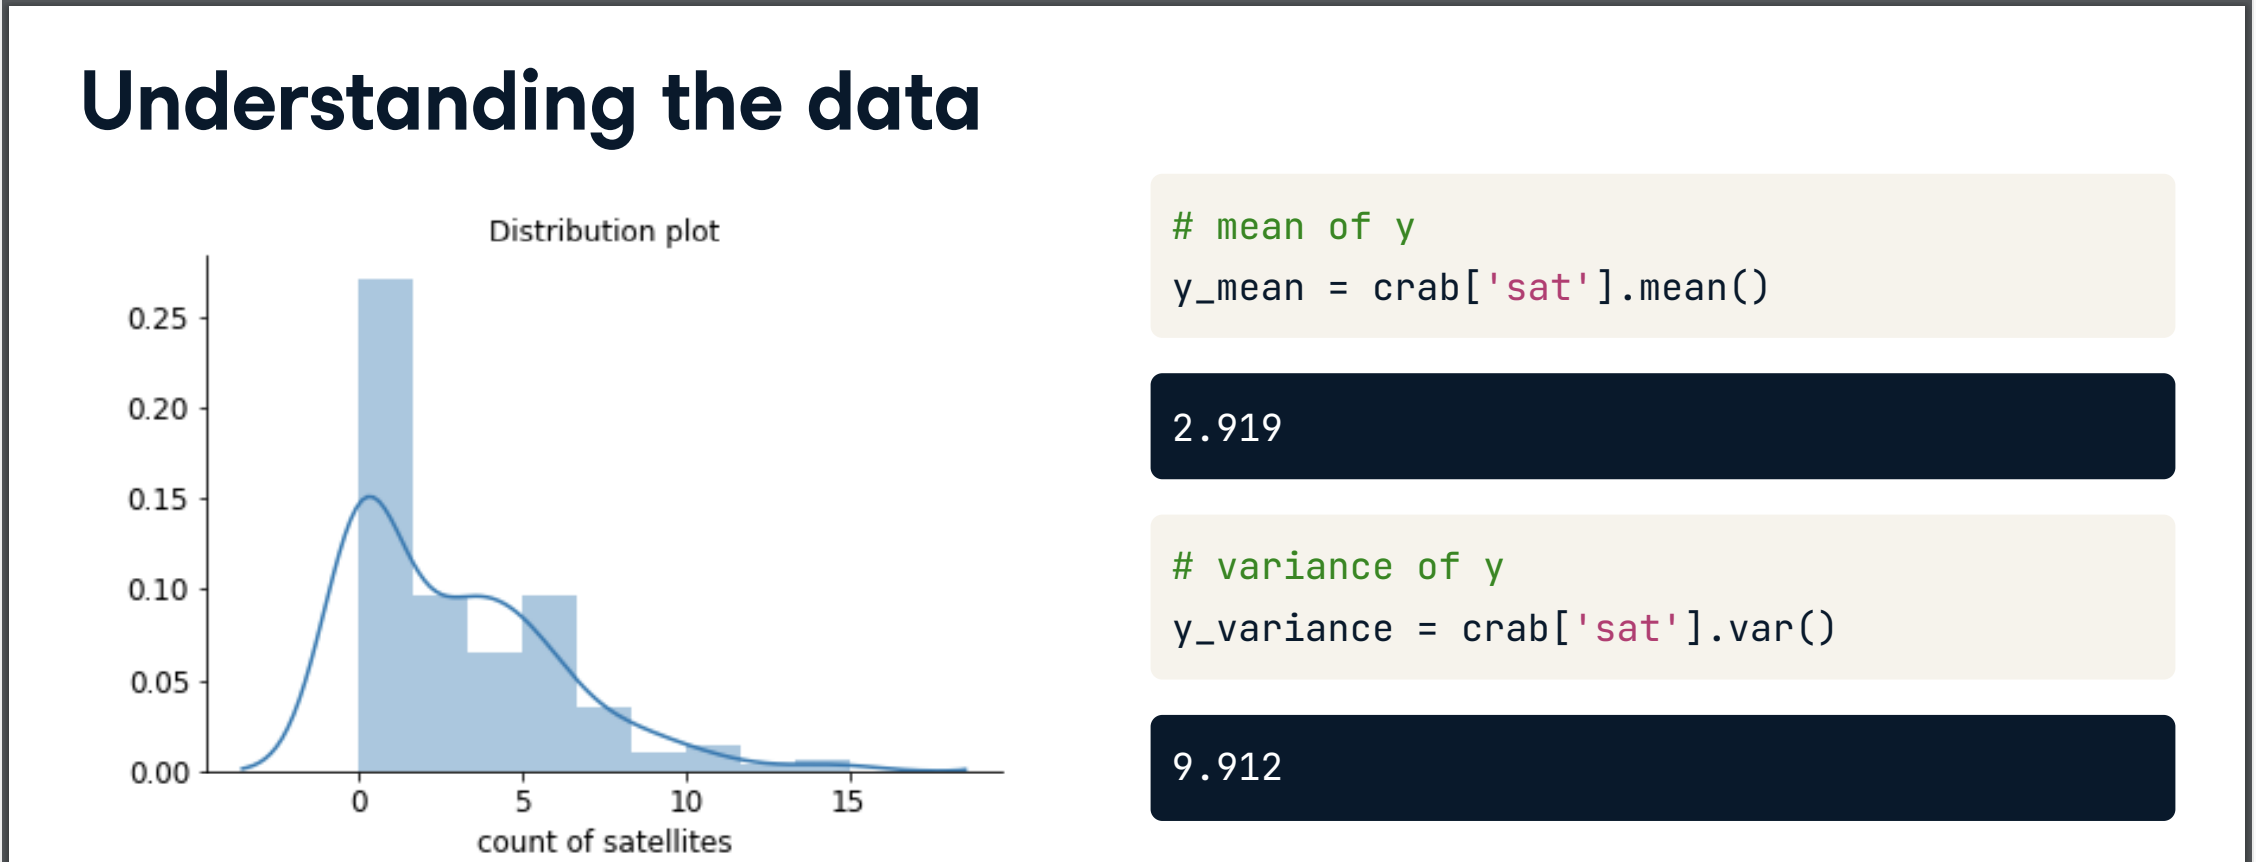 Understanding the data
Distribution plot
0.25
0.20
0.15
0.10
0.05
0.00
0 5 10 15
count of satellites
# mean of y
y_mean = crab['sat'].mean()
2.919
# variance of y
y_variance = crab['sat'].var()
9.912